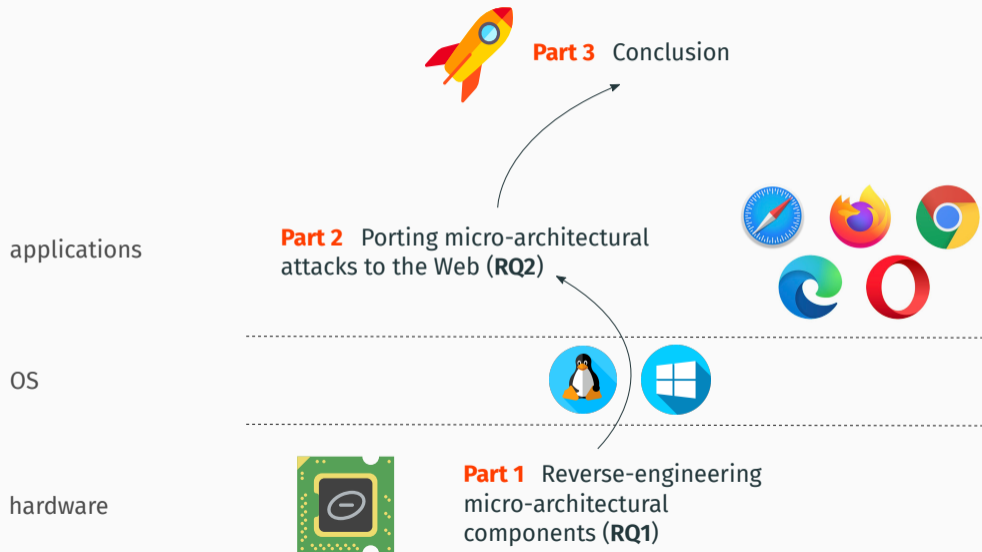 Part 3 Conclusion
applications
Part 2 Porting micro-architectural
attacks to the Web (RQ2)
OS
hardware
Part 1 Reverse-engineering
micro-architectural
components (RQ1)